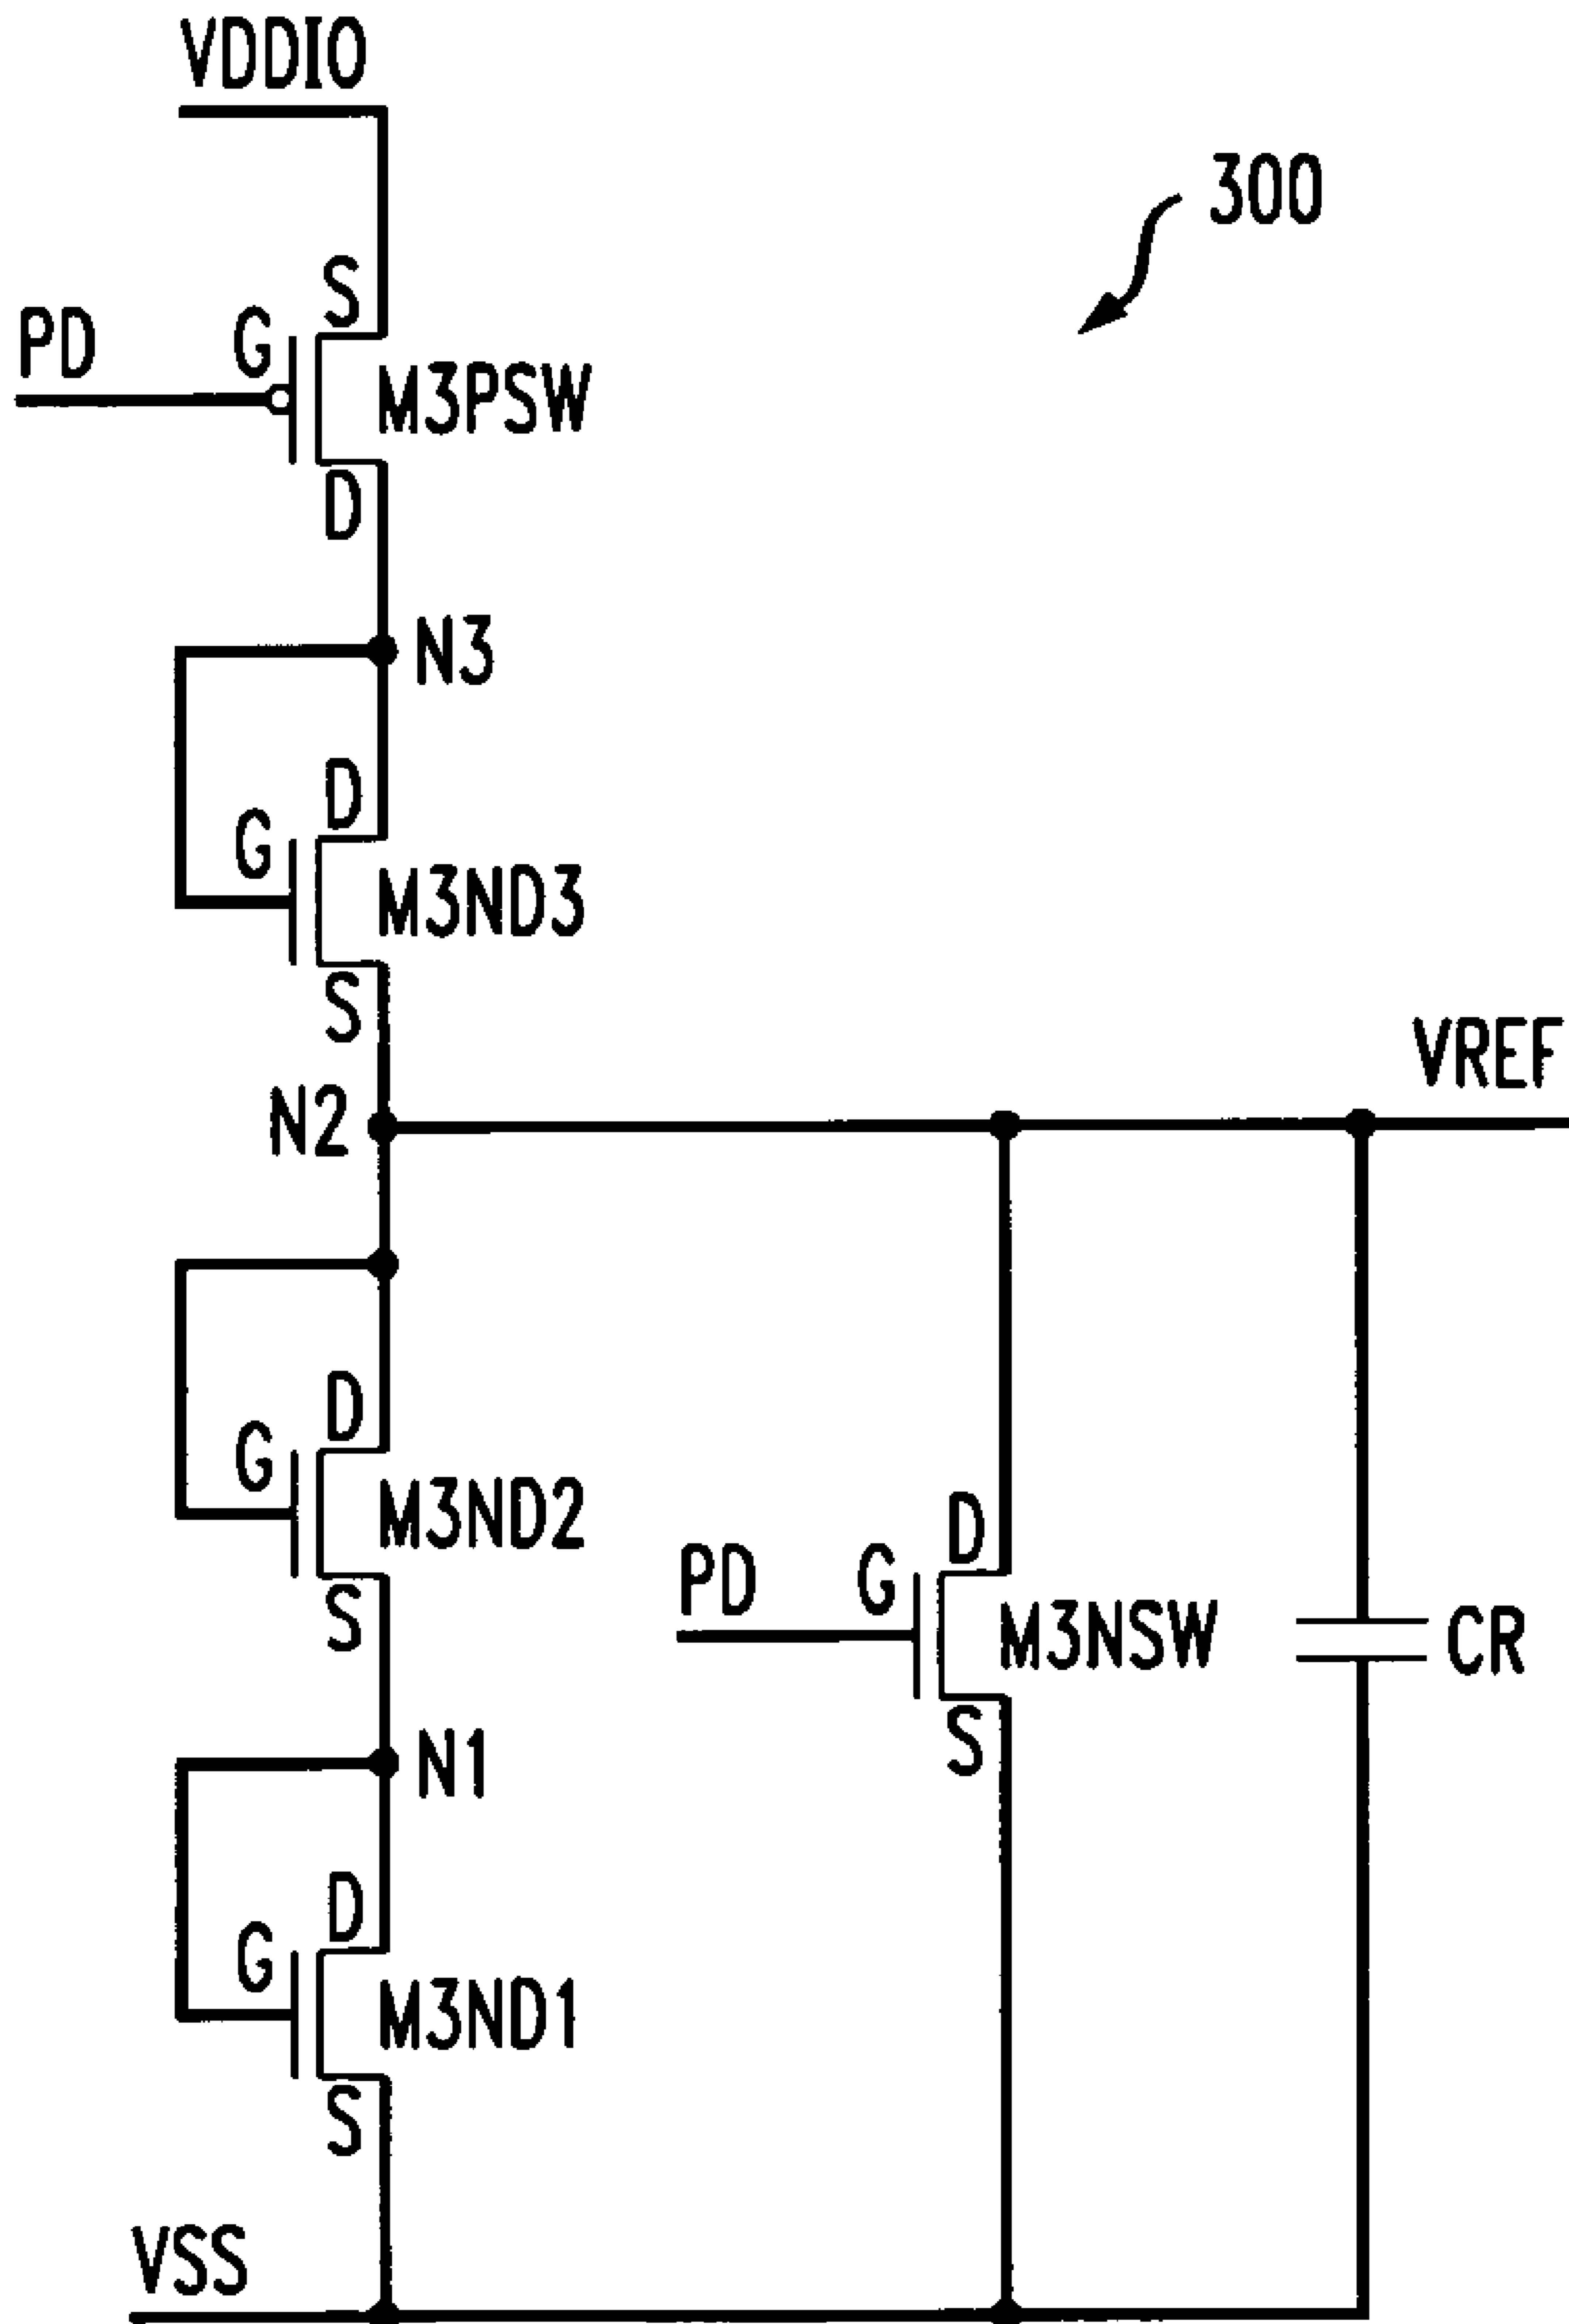 VDDIO
300
S
PD
G
M3PSW
D
N3
D
G
M3ND3
S
VREF
N2
D
G
M3ND2
D
PD
G
S
M3NSW
CR
S
N1
D
G
M3ND1
S
VSS